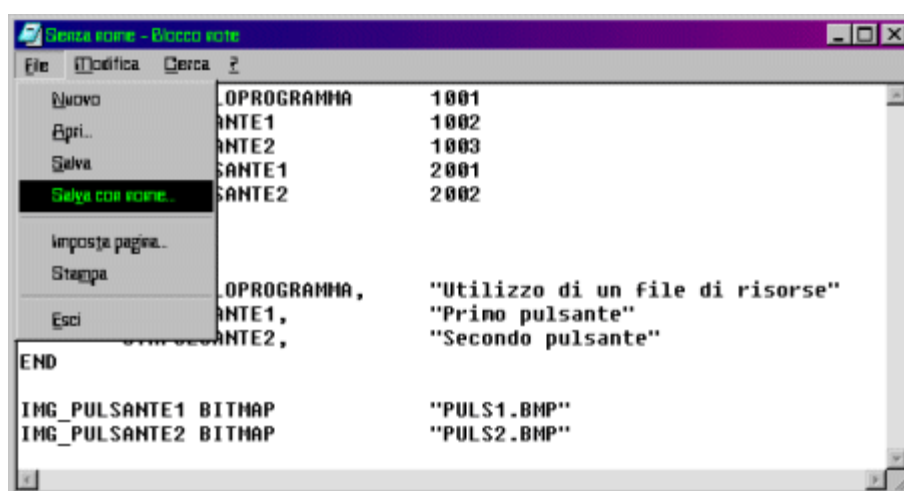 Senza nome - Blocco note
File Modifica Cerca ?
Nuovo
Apri...
Salva
Salva con nome...
Imposta pagina...
Stampa
Esci
LOPROGRAMMA 1001
ANTE1 1002
ANTE2 1003
SANTE1 2001
SANTE2 2002
LOPROGRAMMA, "Utilizzo di un file di risorse"
ANTE1, "Primo pulsante"
ANTE2, "Secondo pulsante"
END
IMG_PULSANTE1 BITMAP "PULS1.BMP"
IMG_PULSANTE2 BITMAP "PULS2.BMP"